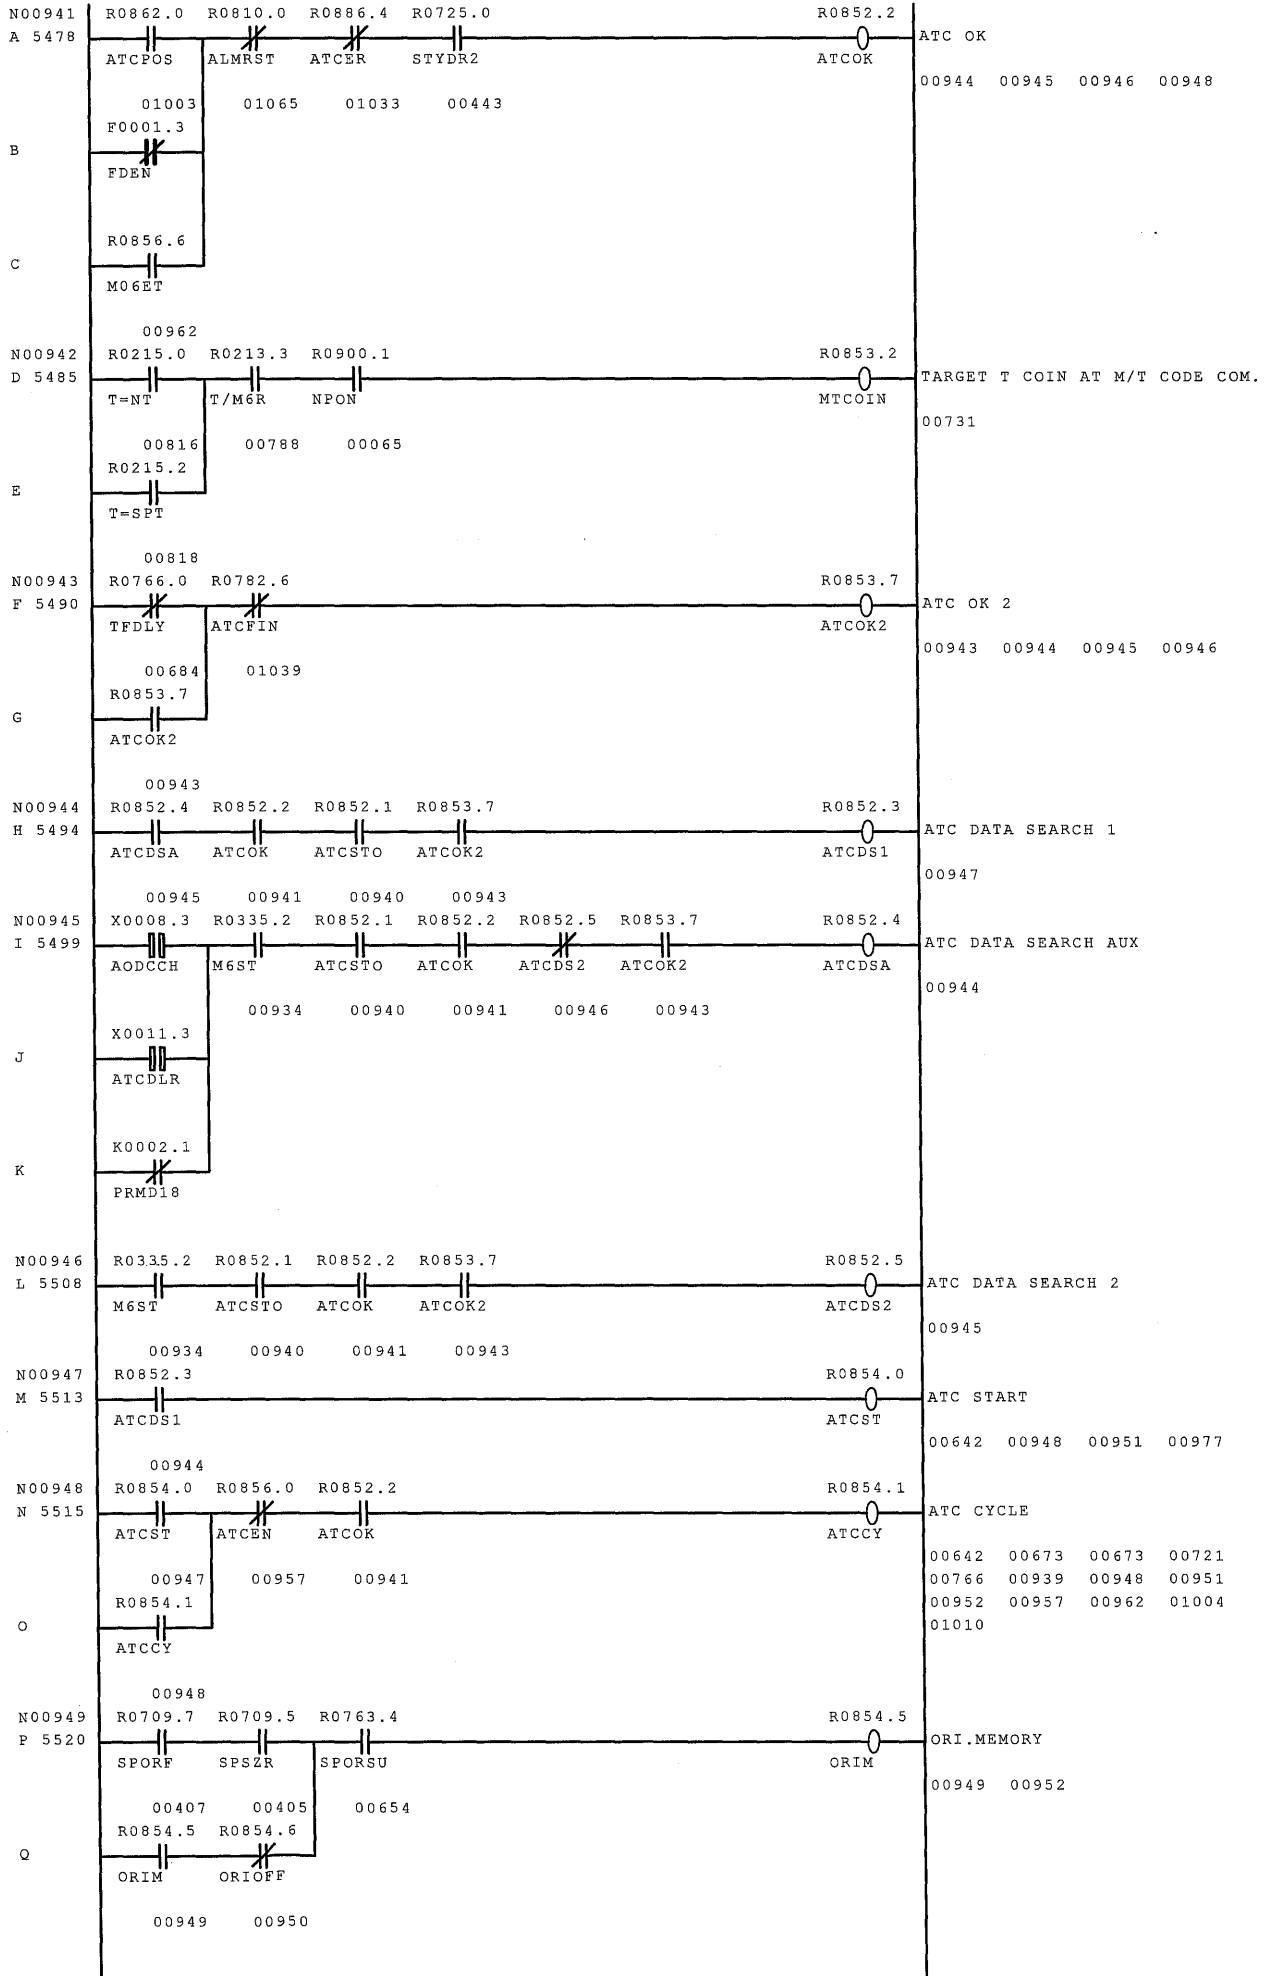 N00941 R0862.0 R0810.0 R0886.4 R0725.0 R0852.2
A 5478 ATC OK
ATCPOS ALMRST ATCER STYDR2 ATCOK
00944 00945 00946 00948
01003 01065 01033 00443
F0001.3
B
FDEN
R0856.6
C
M06ET
00962
N00942 R0215.0 R0213.3 R0900.1 R0853.2
D 5485 TARGET T COIN AT M/T CODE COM.
T=NT T/M6R NPON MTCOIN
00731
00816 00788 00065
R0215.2
E
T=SPT
00818
N00943 R0766.0 R0782.6 R0853.7
F 5490 ATC OK 2
TFDLY ATCFIN ATCOK2
00943 00944 00945 00946
00684 01039
R0853.7
G
ATCOK2
00943
N00944 R0852.4 R0852.2 R0852.1 R0853.7 R0852.3
H 5494 ATC DATA SEARCH 1
ATCDSA ATCOK ATCSTO ATCOK2 ATCDS1
00947
00945 00941 00940 00943
N00945 X0008.3 R0335.2 R0852.1 R0852.2 R0852.5 R0853.7 R0852.4
I 5499 ATC DATA SEARCH AUX
AODCCH M6ST ATCSTO ATCOK ATCDS2 ATCOK2 ATCDSA
00944
00934 00940 00941 00946 00943
X0011.3
J
ATCDLR
K0002.1
K
PRMD18
N00946 R0335.2 R0852.1 R0852.2 R0853.7 R0852.5
L 5508 ATC DATA SEARCH 2
M6ST ATCSTO ATCOK ATCOK2 ATCDS2
00945
00934 00940 00941 00943
N00947 R0852.3 R0854.0
M 5513 ATC START
ATCDS1 ATCST
00642 00948 00951 00977
00944
N00948 R0854.0 R0856.0 R0852.2 R0854.1
N 5515 ATC CYCLE
ATCST ATCEN ATCOK ATCCY
00642 00673 00673 00721
00947 00957 00941 00766 00939 00948 00951
R0854.1 00952 00957 00962 01004
O 01010
ATCCY
00948
N00949 R0709.7 R0709.5 R0763.4 R0854.5
P 5520 ORI.MEMORY
SPORF SPSZR SPORSU ORIM
00949 00952
00407 00405 00654
R0854.5 R0854.6
Q
ORIM ORIOFF
00949 00950